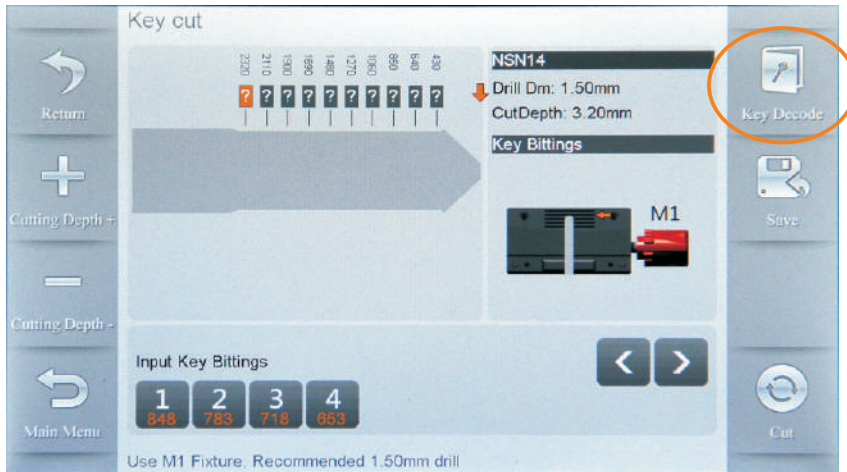 Key cut
2320 2110 1900 1690 1480 1270 1060 850 640 430
? ? ? ? ? ? ? ? ? ?
NSN14
Drill Dm: 1.50mm
CutDepth: 3.20mm
Key Bittings
M1
Return
Cutting Depth +
Cutting Depth -
Main Menu
Key Decode
Save
Cut
Input Key Bittings
1 2 3 4
848 783 718 653
< >
Use M1 Fixture, Recommended 1.50mm drill